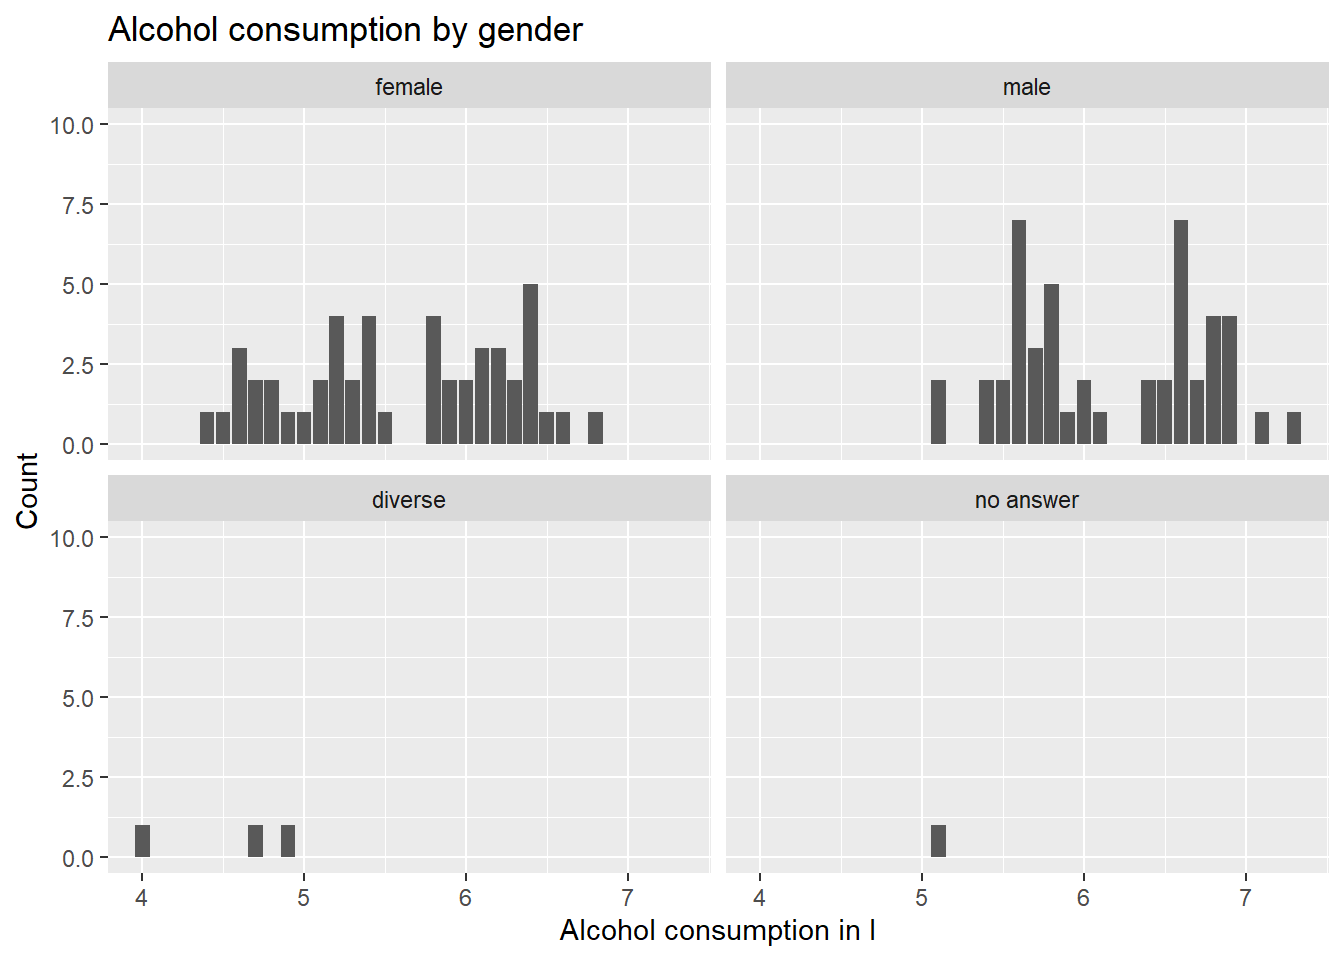 Alcohol consumption by gender
female
male
10.0
7.5
5.0
2.5
0.0
Count
diverse
no answer
10.0
7.5
5.0
2.5
0.0
4 5 6 7
4 5 6 7
Alcohol consumption in l